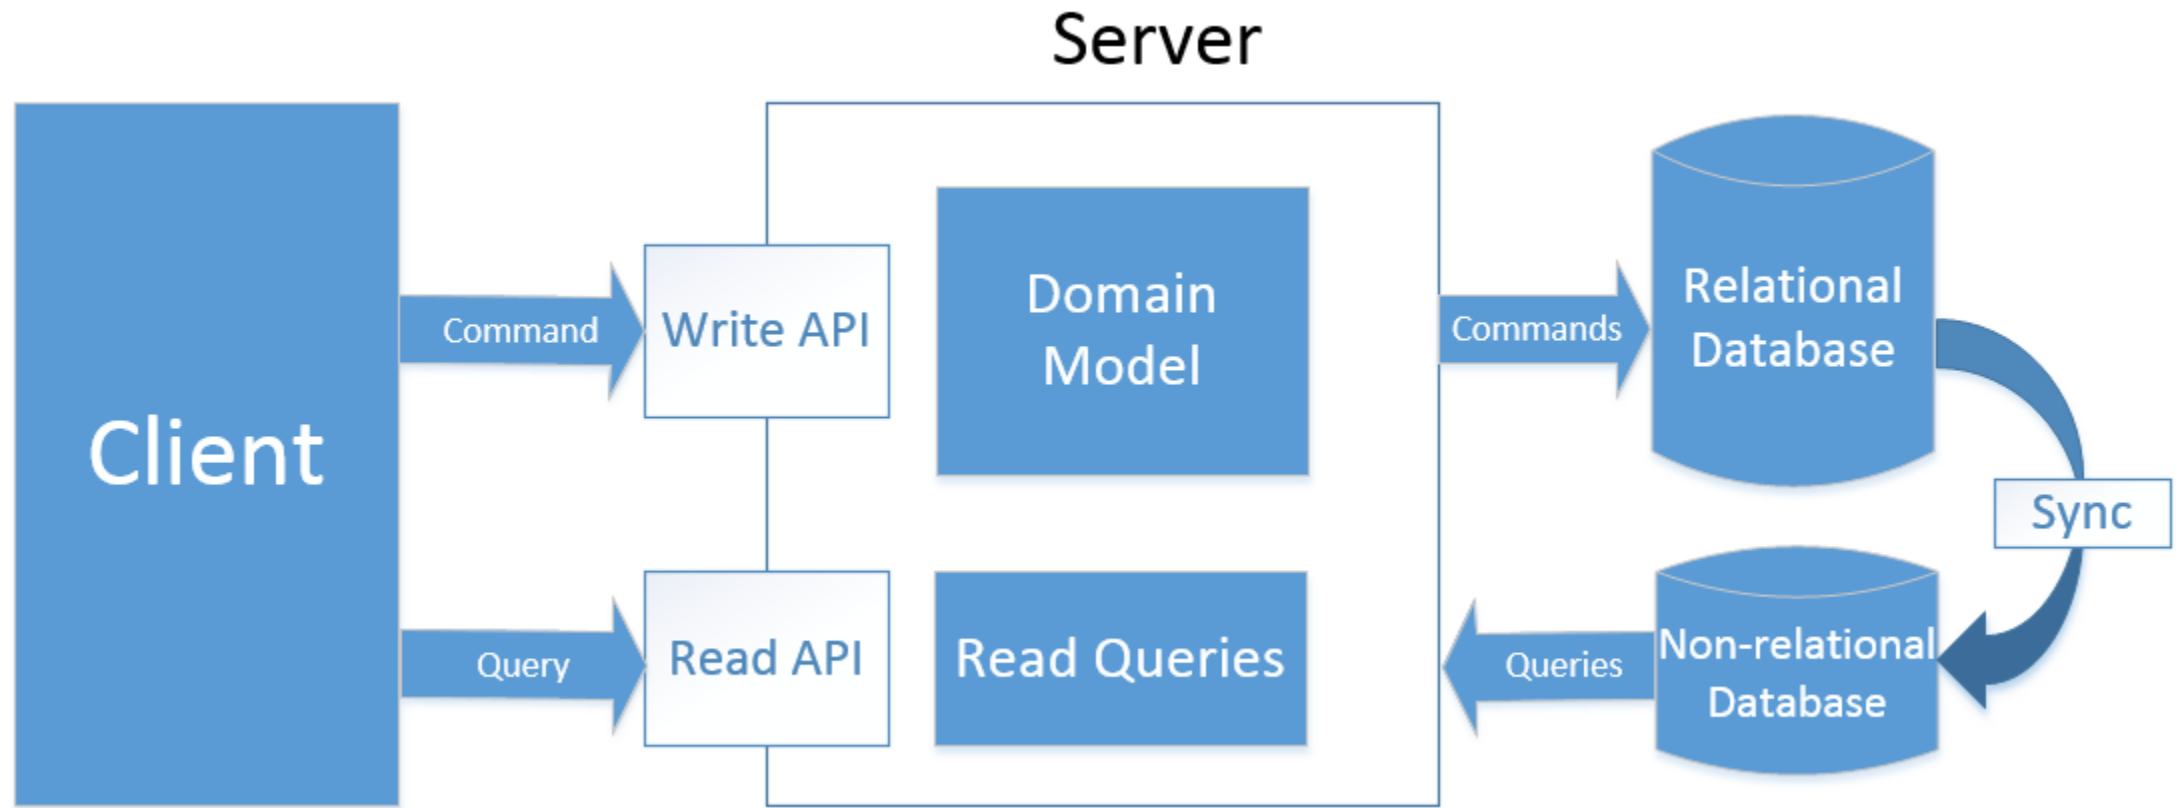 Server
Client
Command
Write API
Domain
Model
Commands
Relational
Database
Sync
Query
Read API
Read Queries
Queries
Non-relational
Database